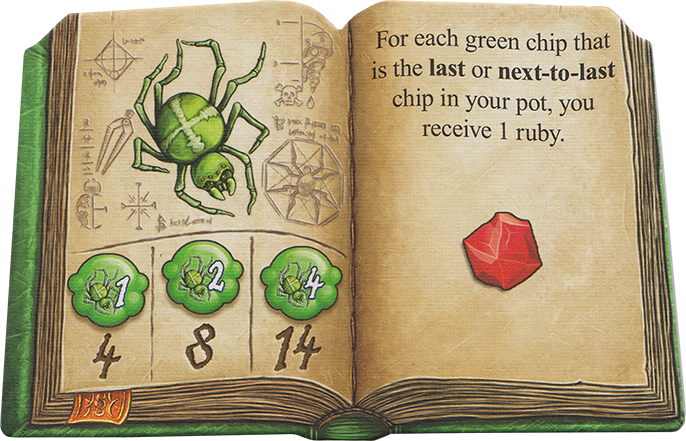 For each green chip that
is the last or next-to-last
chip in your pot, you
receive 1 ruby.
1 2 4
4 8 14